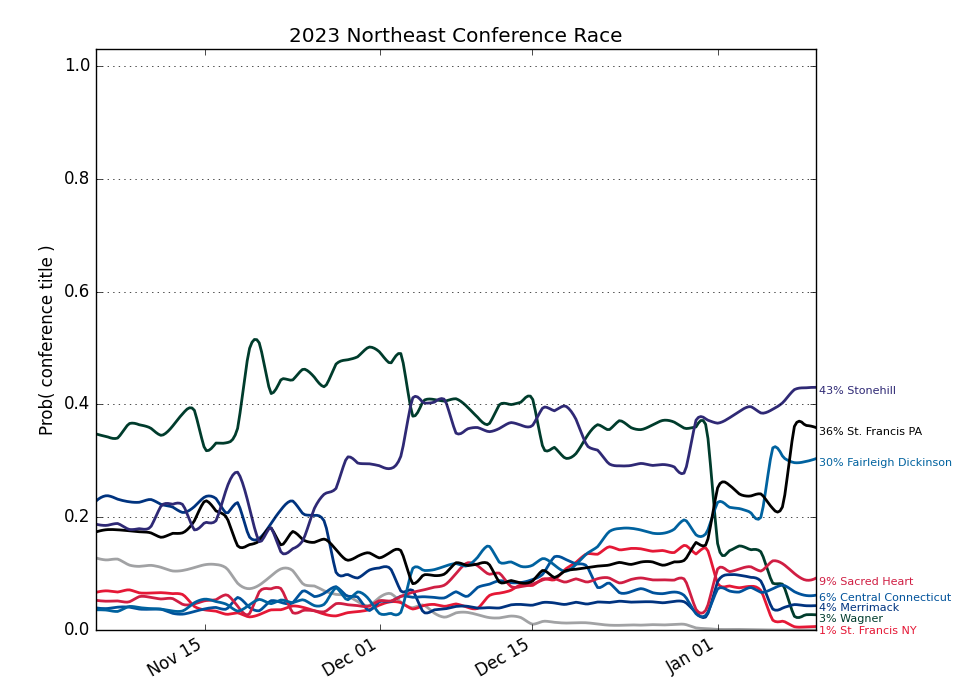 2023 Northeast Conference Race
Prob( conference title )
1.0
0.8
0.6
0.4
0.2
0.0
Nov 15
Dec 01
Dec 15
Jan 01
43% Stonehill
36% St. Francis PA
30% Fairleigh Dickinson
9% Sacred Heart
6% Central Connecticut
4% Merrimack
3% Wagner
1% St. Francis NY